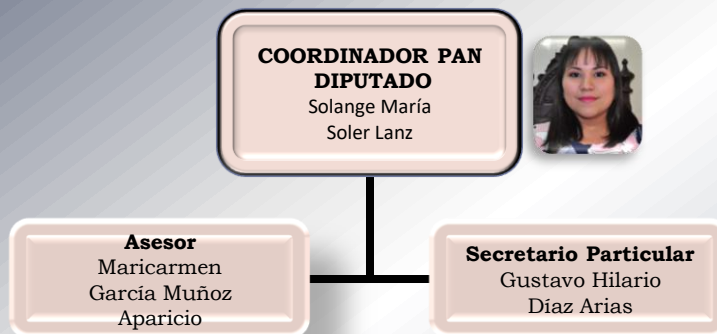 COORDINADOR PAN
DIPUTADO
Solange María
Soler Lanz
Asesor
Maricarmen
García Muñoz
Aparicio
Secretario Particular
Gustavo Hilario
Díaz Arias